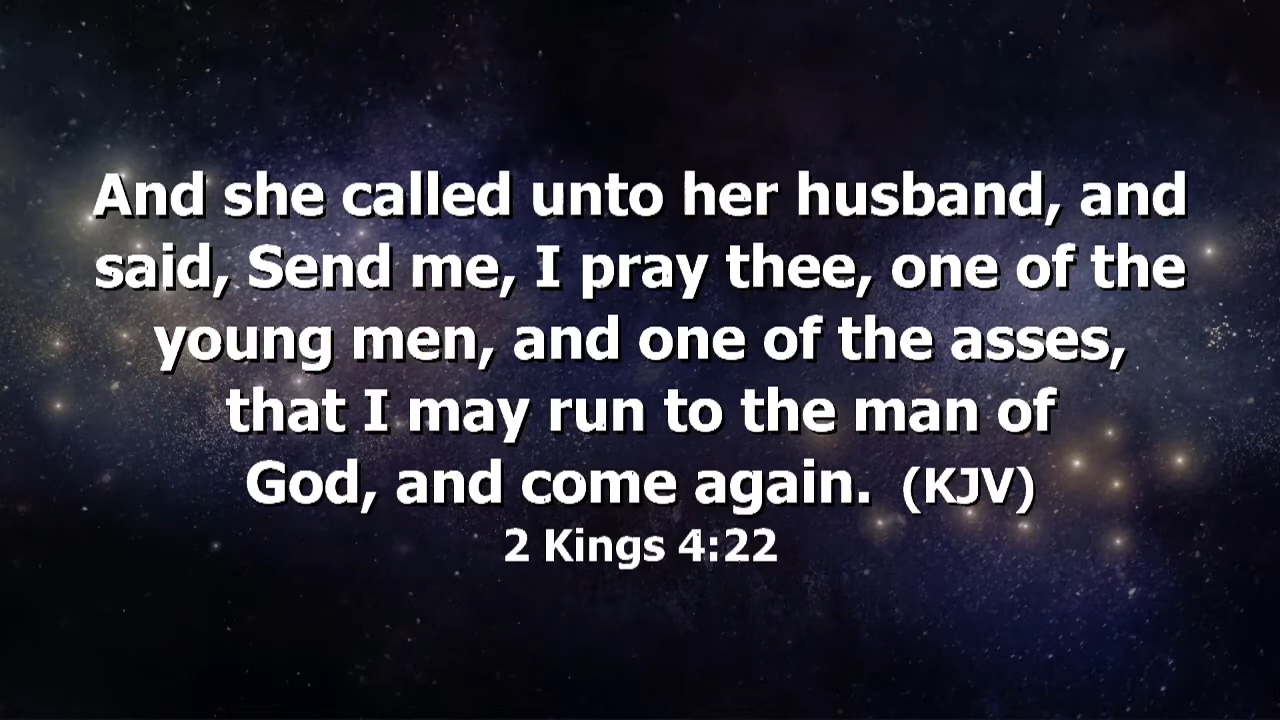 And she called unto her husband, and
said, Send me, I pray thee, one of the
young men, and one of the asses,
that I may run to the man of
God, and come again. (KJV)
2 Kings 4:22